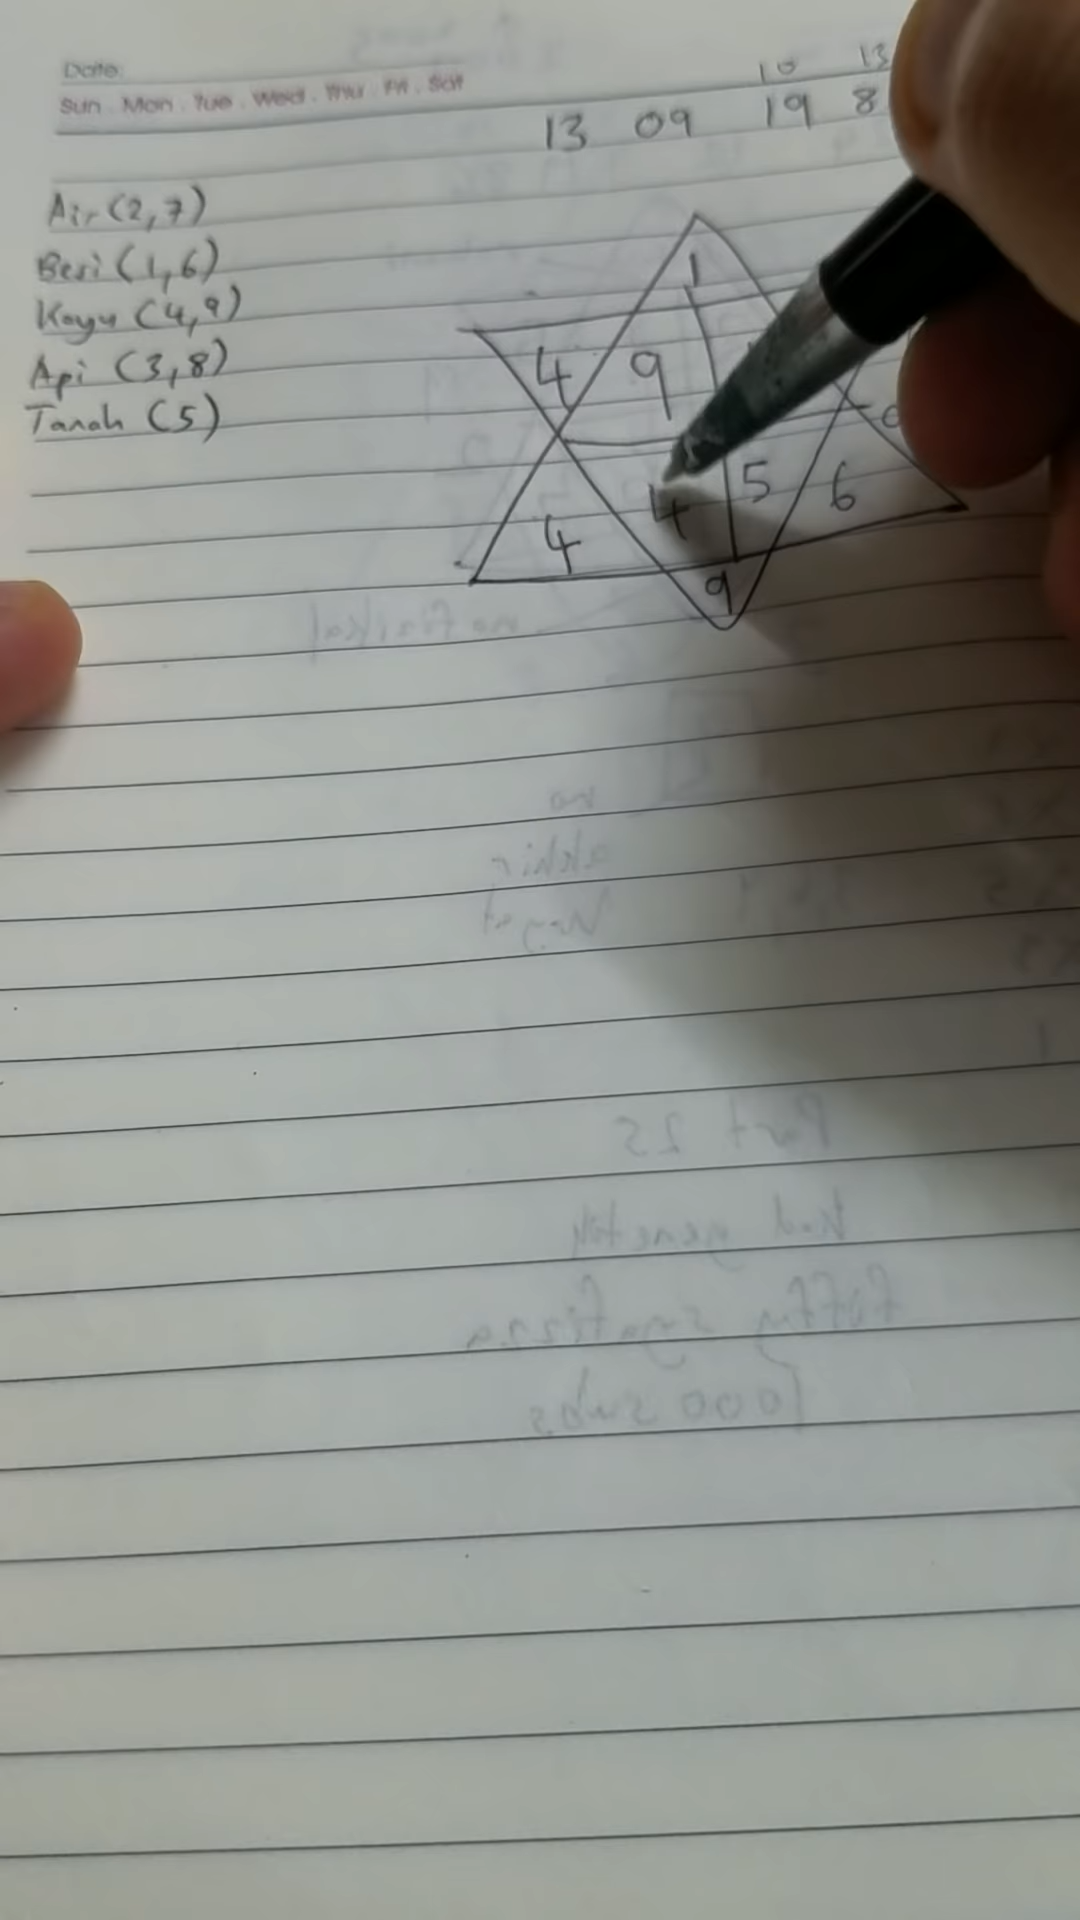 Date:
Sun . Mon . Tue . Wed . Thu . Fri . Sat
10 13
13 09 19 8
Air (2,7)
Besi (1,6)
Kayu (4,9)
Api (3,8)
Tanah (5)
1
4 9
4 4 5 6
9